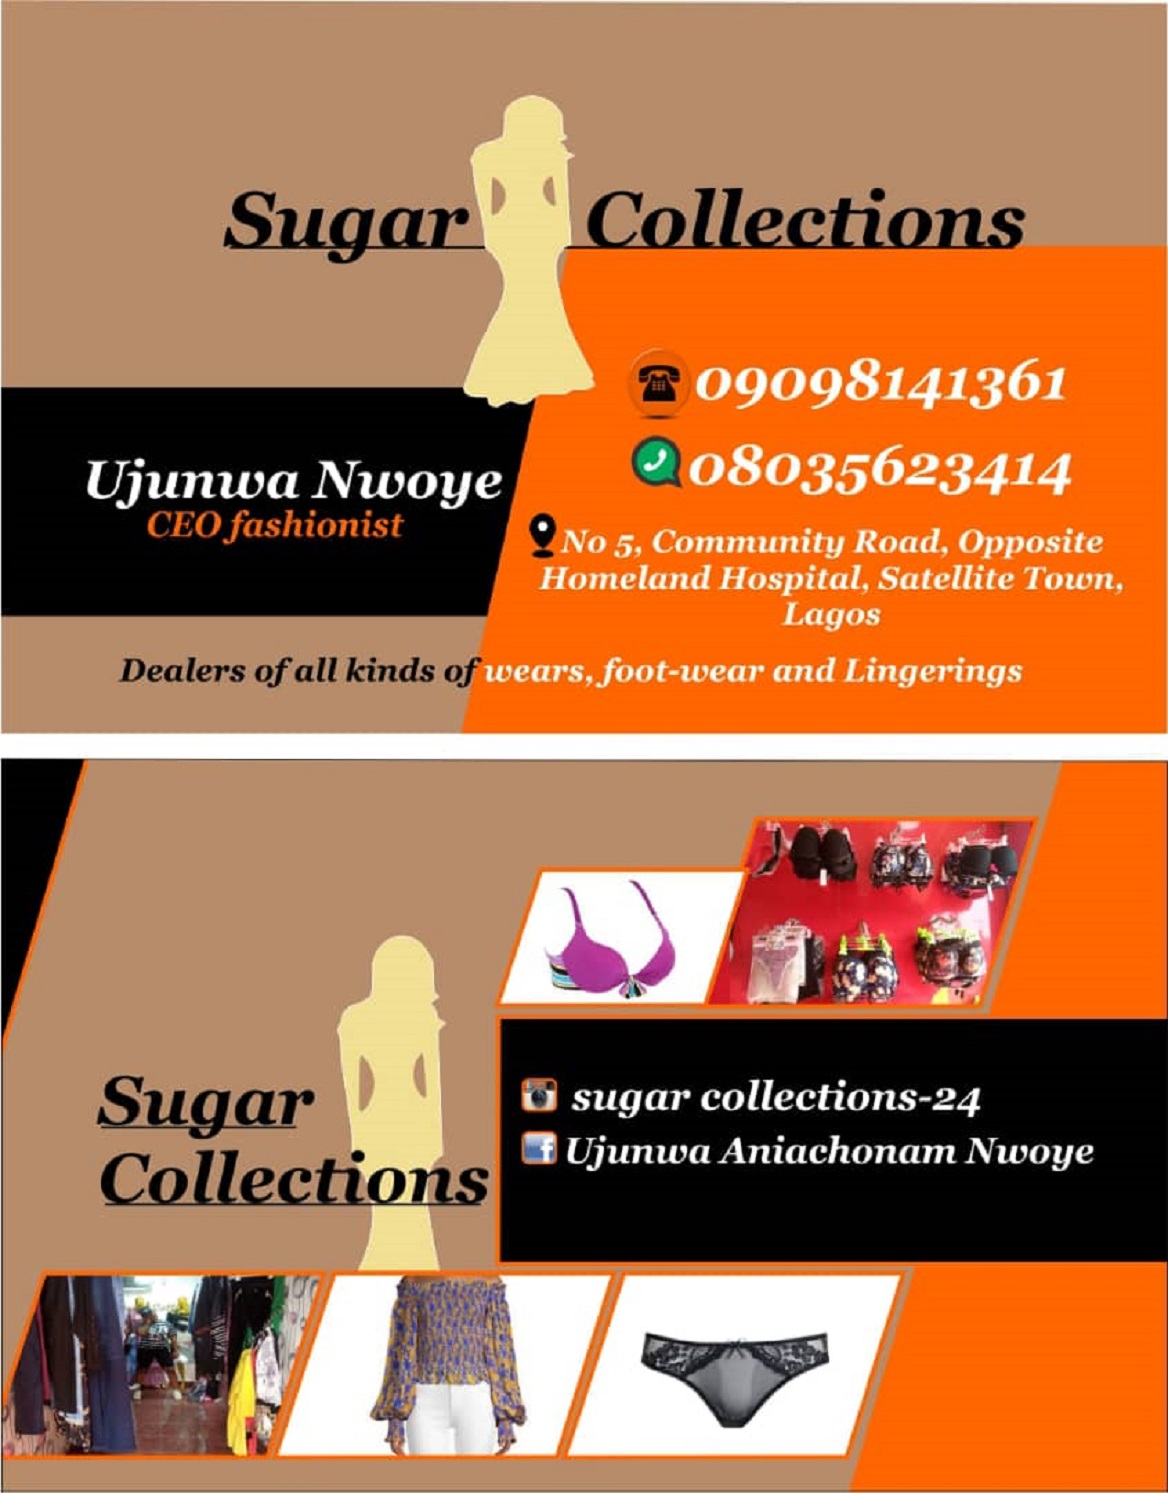 Sugar Collections
09098141361
08035623414
Ujunwa Nwoye
CEO fashionist
No 5, Community Road, Opposite
Homeland Hospital, Satellite Town,
Lagos
Dealers of all kinds of wears, foot-wear and Lingerings
sugar collections-24
Ujunwa Aniachonam Nwoye
Sugar
Collections